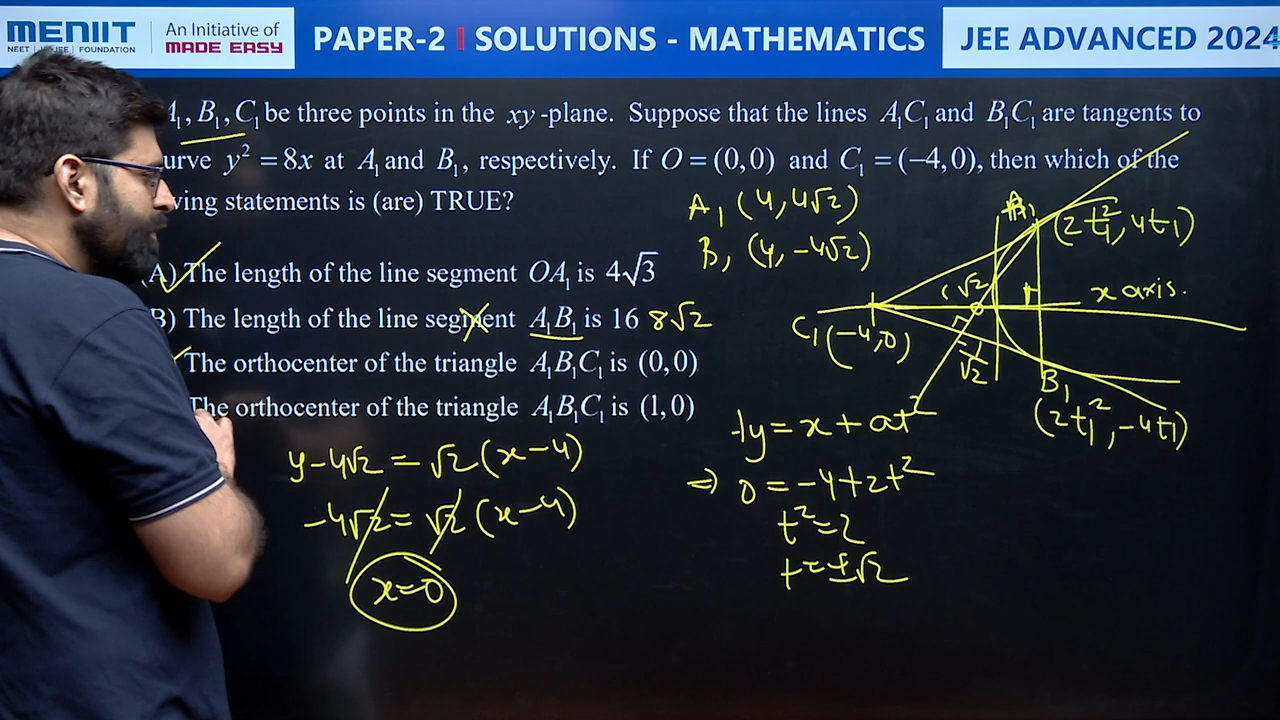 MENIIT
NEET | IIT-JEE | FOUNDATION
An Initiative of
MADE EASY
PAPER-2 | SOLUTIONS - MATHEMATICS
JEE ADVANCED 2024
A₁, B₁, C₁ be three points in the xy-plane. Suppose that the lines A₁C₁ and B₁C₁ are tangents to
urve y² = 8x at A₁ and B₁, respectively. If O = (0,0) and C₁ = (−4,0), then which of the
ving statements is (are) TRUE?
A) The length of the line segment OA₁ is 4√3
B) The length of the line segment A₁B₁ is 16 8√2
The orthocenter of the triangle A₁B₁C₁ is (0,0)
The orthocenter of the triangle A₁B₁C₁ is (1,0)
y−4√2 = √2(x−4)
−4√2 = √2(x−4)
x=0
A₁(4, 4√2)
B₁(4, −4√2)
A₁
(2t₁², 4t₁)
√2
x axis.
C₁(−4,0)
−1/√2
B₁
(2t₁², −4t₁)
ty = x + at²
⇒ 0 = −4+2t²
t²=2
t=±√2